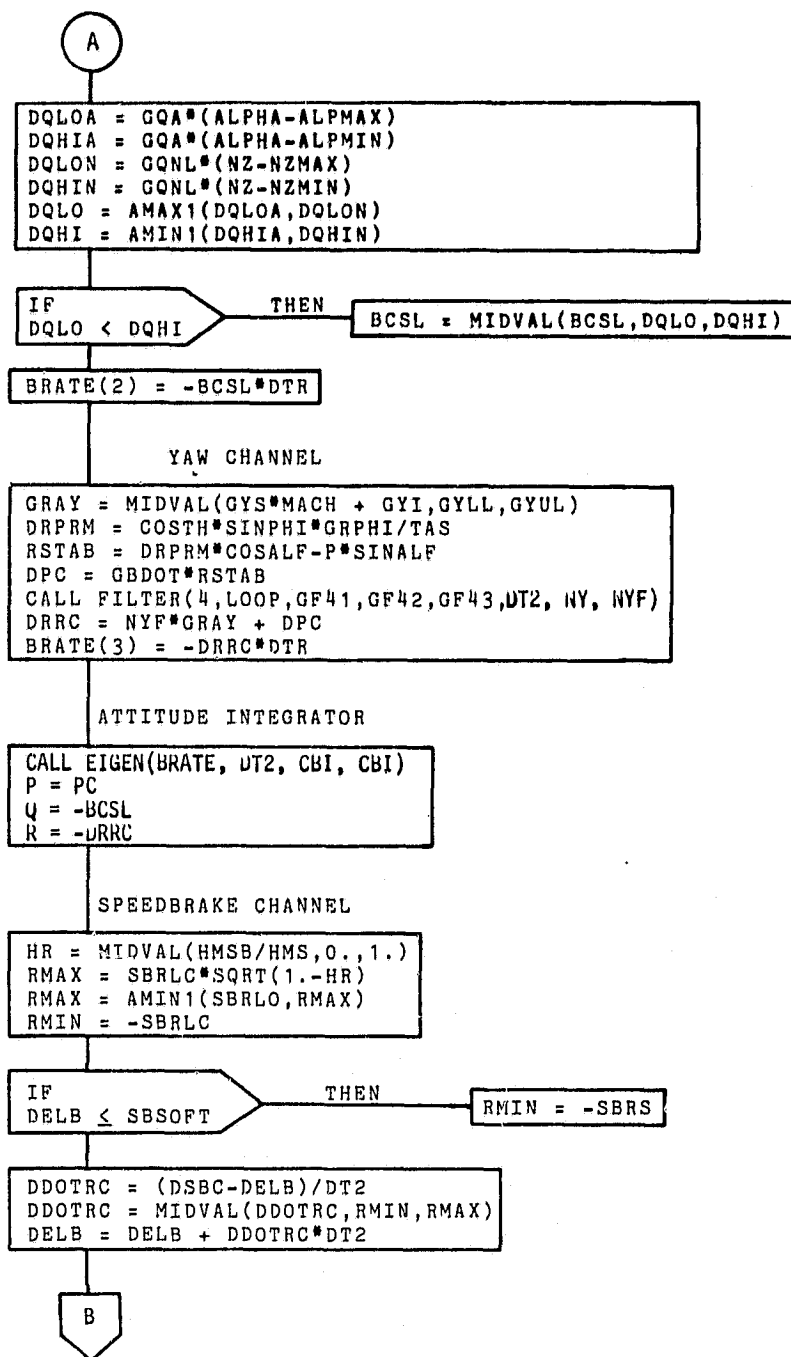 A
DQLOA = GQA*(ALPHA-ALPMAX)
DQHIA = GQA*(ALPHA-ALPMIN)
DQLON = GQNL*(NZ-NZMAX)
DQHIN = GQNL*(NZ-NZMIN)
DQLO = AMAX1(DQLOA,DQLON)
DQHI = AMIN1(DQHIA,DQHIN)
IF
DQLO < DQHI
THEN
BCSL = MIDVAL(BCSL,DQLO,DQHI)
BRATE(2) = -BCSL*DTR
YAW CHANNEL
GRAY = MIDVAL(GYS*MACH + GYI,GYLL,GYUL)
DRPRM = COSTH*SINPHI*GRPHI/TAS
RSTAB = DRPRM*COSALF-P*SINALF
DPC = GBDOT*RSTAB
CALL FILTER(4,LOOP,GF41,GF42,GF43,DT2, NY, NYF)
DRRC = NYF*GRAY + DPC
BRATE(3) = -DRRC*DTR
ATTITUDE INTEGRATOR
CALL EIGEN(BRATE, DT2, CBI, CBI)
P = PC
Q = -BCSL
R = -DRRC
SPEEDBRAKE CHANNEL
HR = MIDVAL(HMSB/HMS,0.,1.)
RMAX = SBRLC*SQRT(1.-HR)
RMAX = AMIN1(SBRLO,RMAX)
RMIN = -SBRLC
IF
DELB ≤ SBSOFT
THEN
RMIN = -SBRS
DDOTRC = (DSBC-DELB)/DT2
DDOTRC = MIDVAL(DDOTRC,RMIN,RMAX)
DELB = DELB + DDOTRC*DT2
B